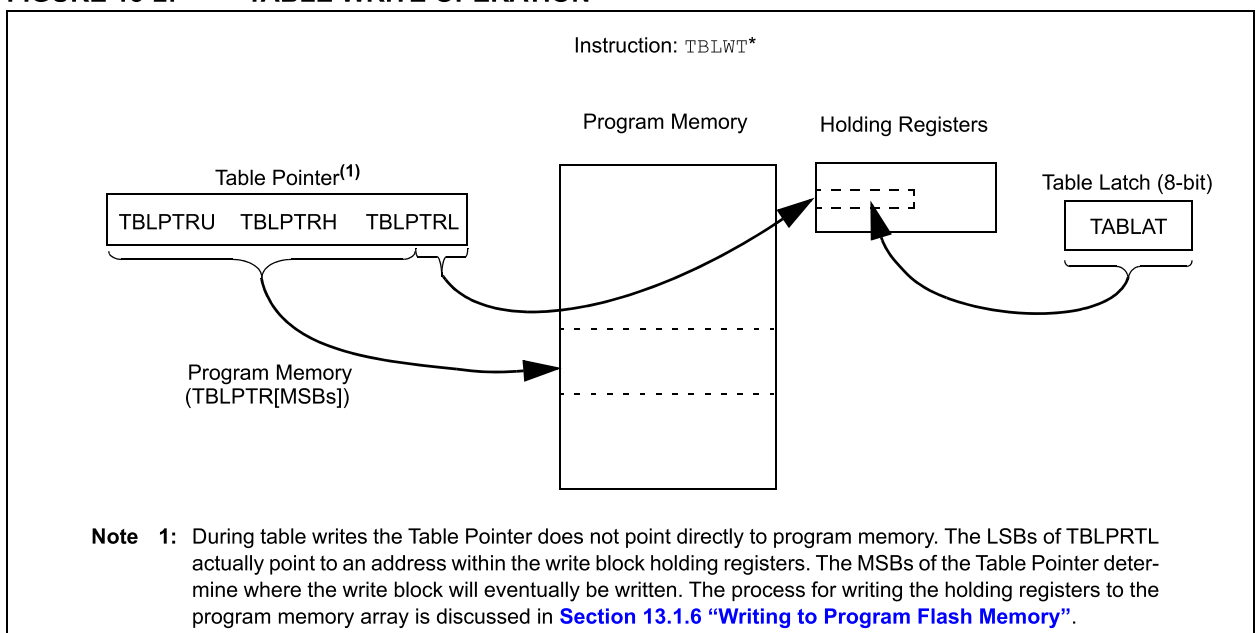 Instruction: TBLWT*
Program Memory
Holding Registers
Table Pointer(1)
Table Latch (8-bit)
TBLPTRU TBLPTRH TBLPTRL
TABLAT
Program Memory
(TBLPTR[MSBs])
Note 1: During table writes the Table Pointer does not point directly to program memory. The LSBs of TBLPRTL
actually point to an address within the write block holding registers. The MSBs of the Table Pointer deter-
mine where the write block will eventually be written. The process for writing the holding registers to the
program memory array is discussed in Section 13.1.6 “Writing to Program Flash Memory”.